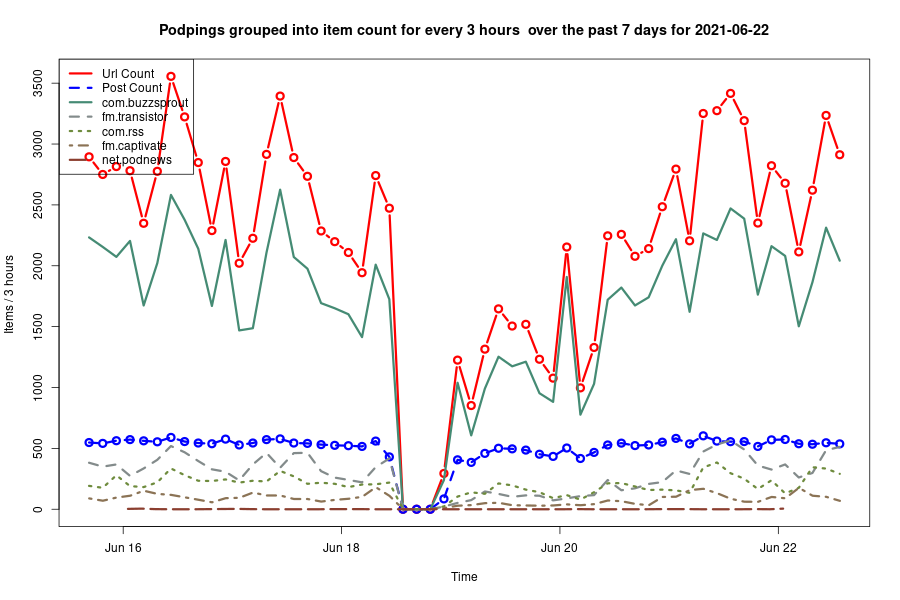 Podpings grouped into item count for every 3 hours  over the past 7 days for 2021-06-22
Url Count
Post Count
com.buzzsprout
fm.transistor
com.rss
fm.captivate
net.podnews
Items / 3 hours
3500
3000
2500
2000
1500
1000
500
0
Jun 16
Jun 18
Jun 20
Jun 22
Time